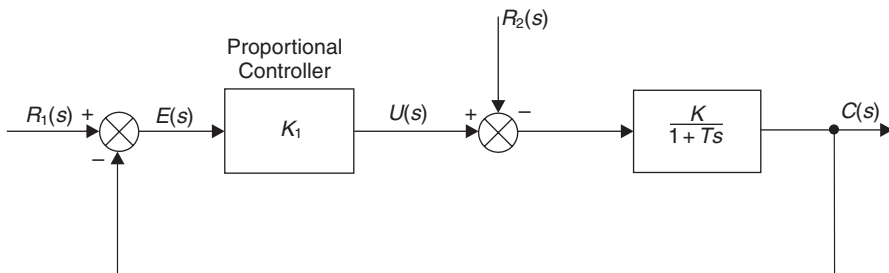 R2(s)
Proportional
Controller
R1(s) + E(s) K1 U(s) + − K C(s)
1 + Ts
−